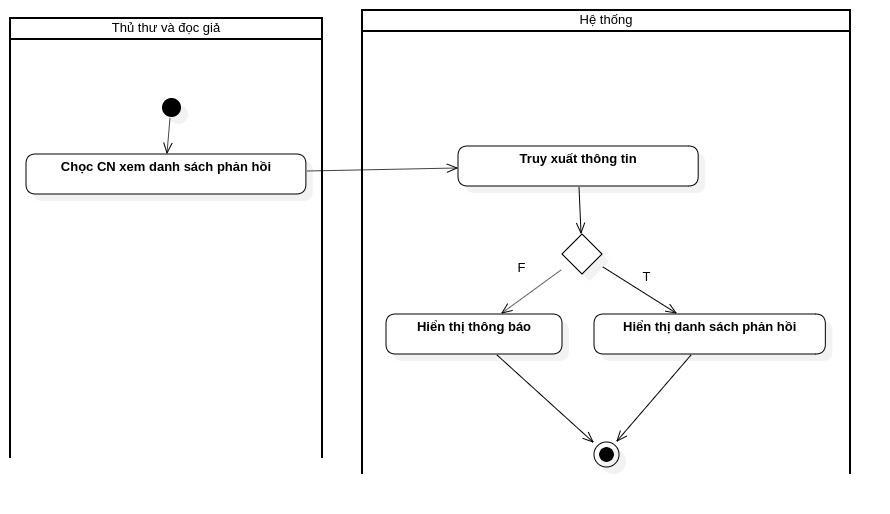 Thủ thư và đọc giả
Hệ thống
Chọc CN xem danh sách phản hồi
Truy xuất thông tin
F
T
Hiển thị thông báo
Hiển thị danh sách phản hồi